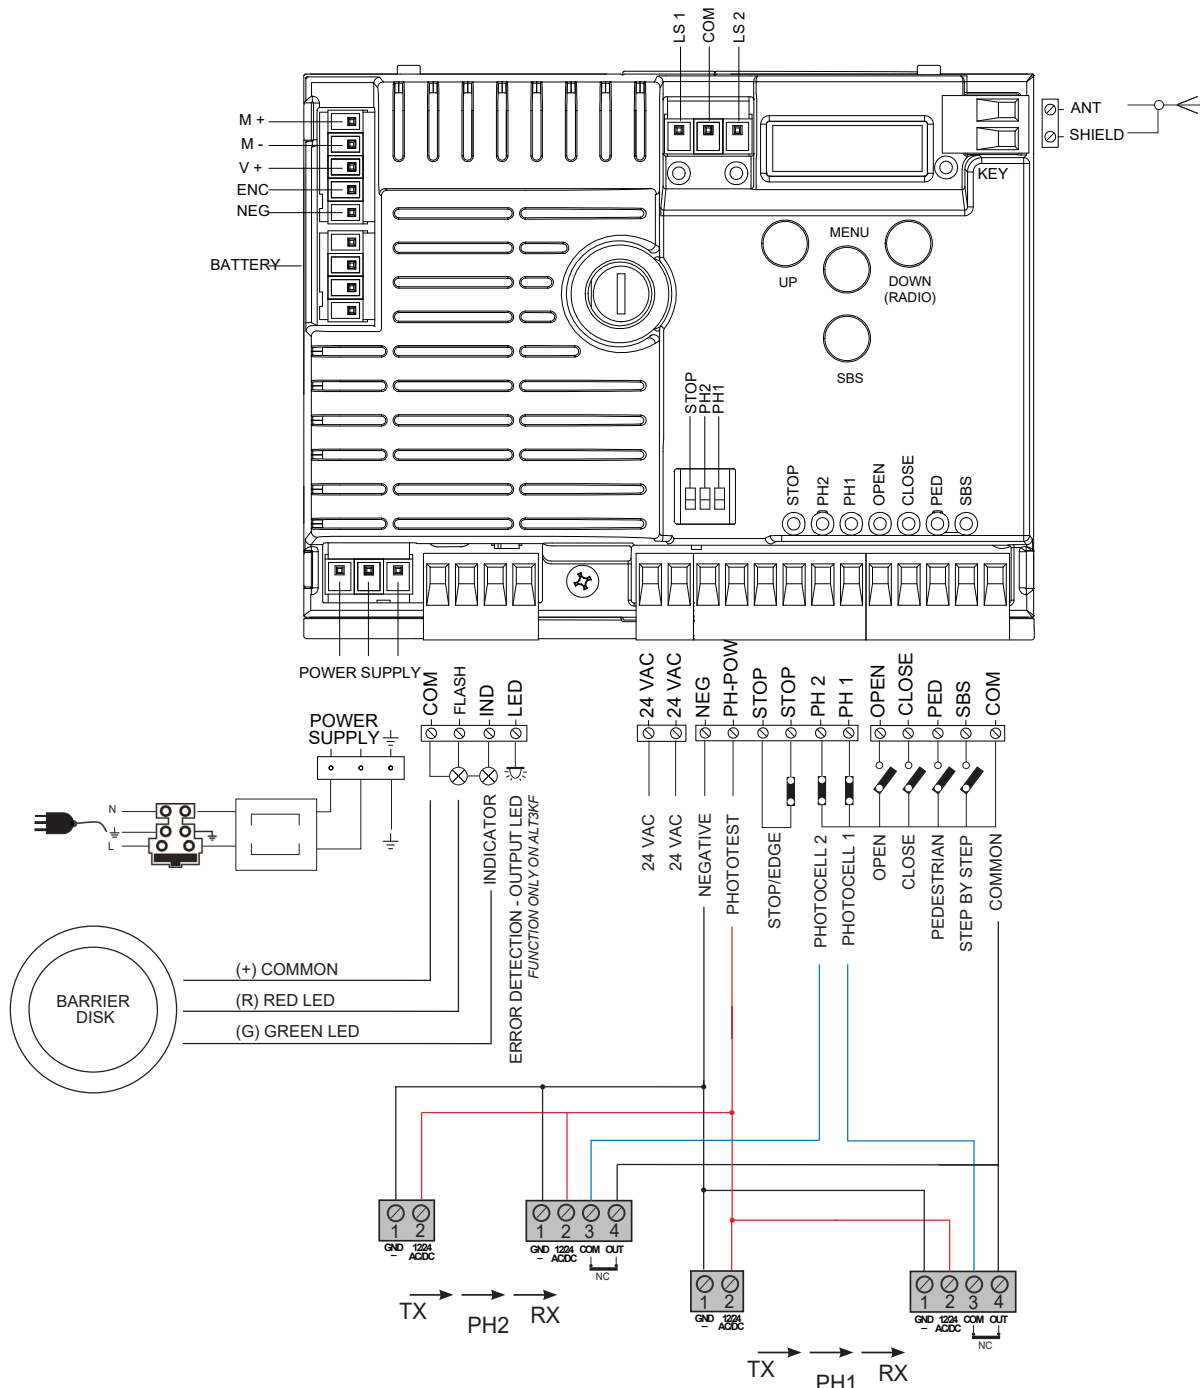 LS 1
COM
LS 2
M +
M -
V +
ENC
NEG
BATTERY
ANT
SHIELD
KEY
MENU
UP
DOWN
(RADIO)
SBS
STOP
PH2
PH1
STOP
PH2
PH1
OPEN
CLOSE
PED
SBS
POWER SUPPLY
COM
FLASH
IND
LED
24 VAC
24 VAC
NEG
PH-POW
STOP
STOP
PH 2
PH 1
OPEN
CLOSE
PED
SBS
COM
POWER
SUPPLY
N
L
INDICATOR
ERROR DETECTION - OUTPUT LED
FUNCTION ONLY ON ALT3KF
24 VAC
24 VAC
NEGATIVE
PHOTOTEST
STOP/EDGE
PHOTOCELL 2
PHOTOCELL 1
OPEN
CLOSE
PEDESTRIAN
STEP BY STEP
COMMON
BARRIER
DISK
(+) COMMON
(R) RED LED
(G) GREEN LED
1 2
GND 12/24
– AC/DC
1 2 3 4
GND 12/24 COM OUT
– AC/DC
NC
TX PH2 RX
1 2
GND 12/24
– AC/DC
1 2 3 4
GND 12/24 COM OUT
– AC/DC
NC
TX PH1 RX